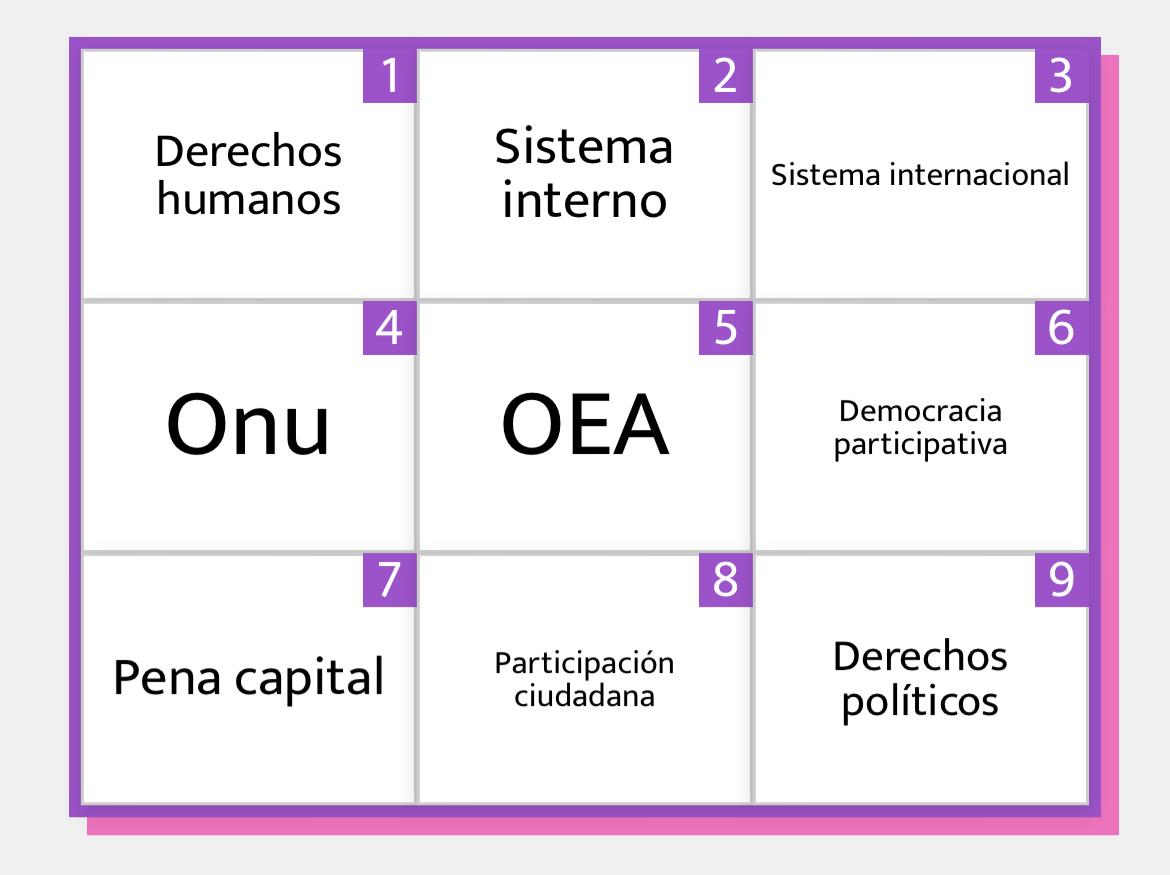 1
Derechos
humanos
2
Sistema
interno
3
Sistema internacional
4
Onu
5
OEA
6
Democracia
participativa
7
Pena capital
8
Participación
ciudadana
9
Derechos
políticos